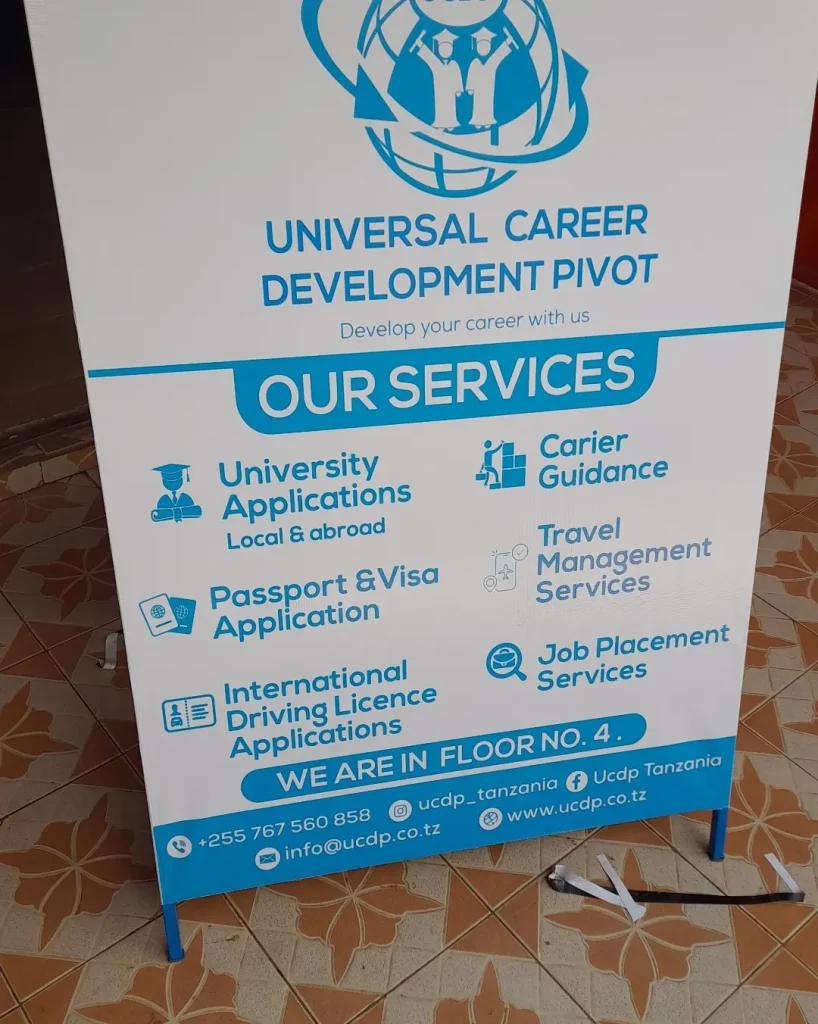 UNIVERSAL CAREER
DEVELOPMENT PIVOT
Develop your career with us
OUR SERVICES
University
Applications
Local & abroad
Passport &Visa
Application
International
Driving Licence
Applications
Carier
Guidance
Travel
Management
Services
Job Placement
Services
WE ARE IN FLOOR NO. 4 .
+255 767 560 858
ucdp_tanzania
Ucdp Tanzania
info@ucdp.co.tz
www.ucdp.co.tz